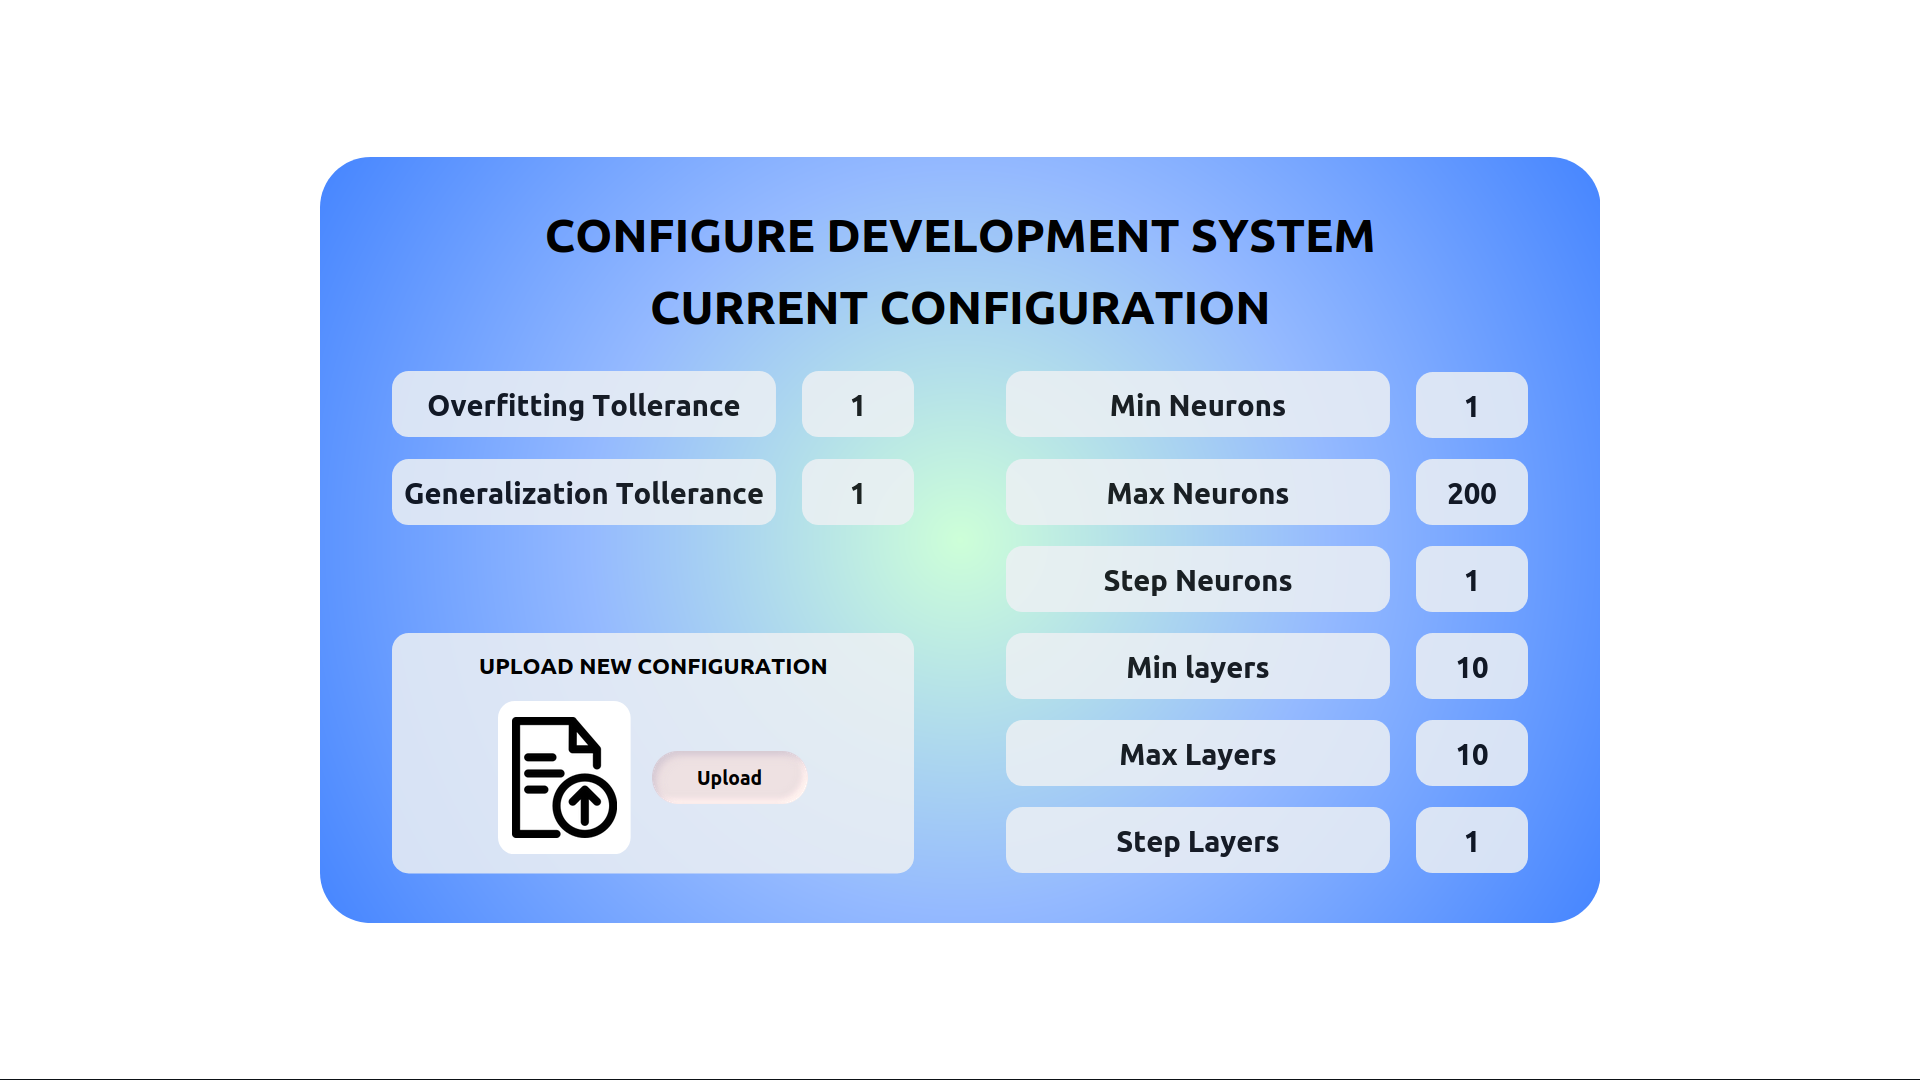 CONFIGURE DEVELOPMENT SYSTEM
CURRENT CONFIGURATION
Overfitting Tollerance 1
Generalization Tollerance 1
UPLOAD NEW CONFIGURATION
Upload
Min Neurons 1
Max Neurons 200
Step Neurons 1
Min layers 10
Max Layers 10
Step Layers 1